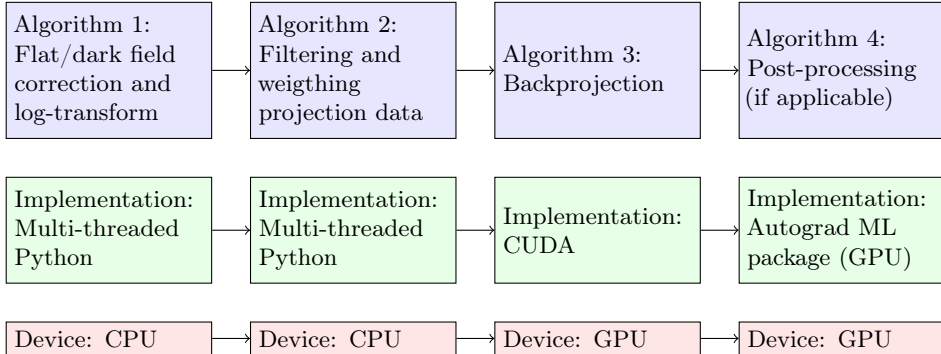 Algorithm 1:
Flat/dark field
correction and
log-transform
Algorithm 2:
Filtering and
weigthing
projection data
Algorithm 3:
Backprojection
Algorithm 4:
Post-processing
(if applicable)
Implementation:
Multi-threaded
Python
Implementation:
Multi-threaded
Python
Implementation:
CUDA
Implementation:
Autograd ML
package (GPU)
Device: CPU
Device: CPU
Device: GPU
Device: GPU